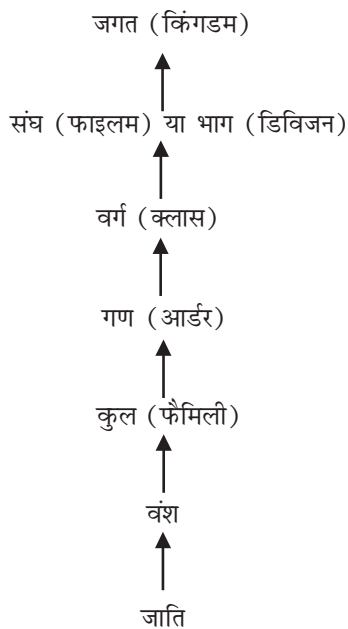 जगत (किंगडम)
संघ (फाइलम) या भाग (डिविजन)
वर्ग (क्लास)
गण (आर्डर)
कुल (फैमिली)
वंश
जाति